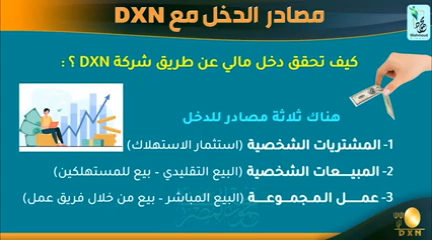 مصادر الدخل مع DXN
كيف تحقق دخل مالي عن طريق شركة DXN ؟ :
هناك ثلاثة مصادر للدخل
1- المشتريات الشخصية (استثمار الاستهلاك)
2- المبيعات الشخصية (البيع التقليدي - بيع للمستهلكين)
3- عمل المجموعة (البيع المباشر - بيع من خلال فريق عمل)
DXN